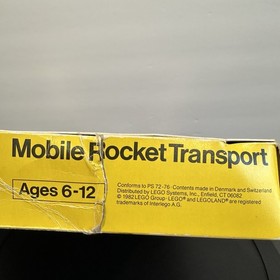 Mobile Rocket Transport
Ages 6-12
Conforms to PS 72-76 · Contents made in Denmark and Switzerland
Distributed by LEGO Systems, Inc., Enfield, CT 06082
© 1982 LEGO Group · LEGO® and LEGOLAND® are registered
trademarks of Interlego A.G.